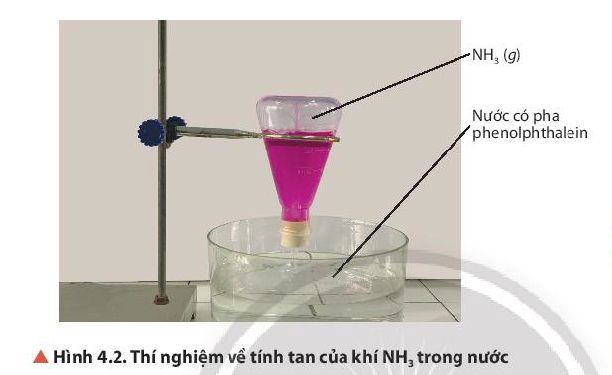 NH₃ (g)
Nước có pha
phenolphthalein
▲ Hình 4.2. Thí nghiệm về tính tan của khí NH₃ trong nước